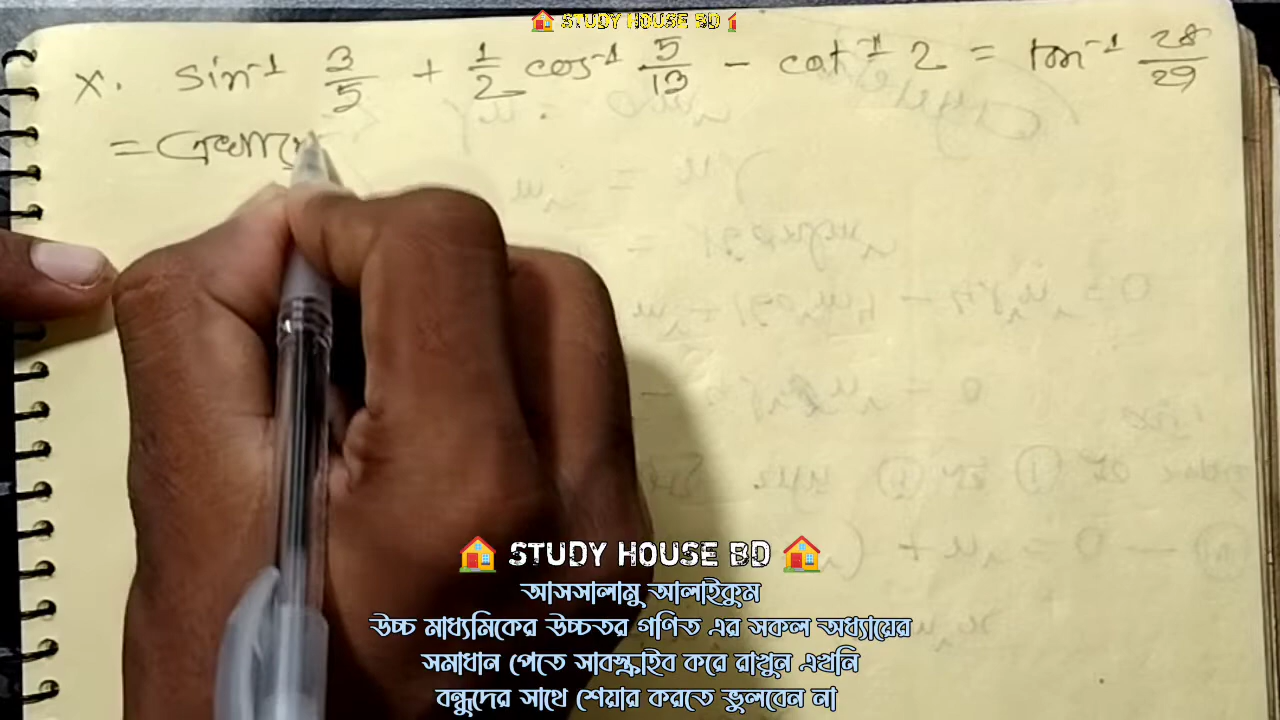 🏠 STUDY HOUSE BD
x. sin⁻¹ 3/5 + 1/2 cos⁻¹ 5/13 - cot⁻¹ 2 = tan⁻¹ 28/29
=
🏠 STUDY HOUSE BD 🏠
আসসালামু আলাইকুম
উচ্চ মাধ্যমিকের উচ্চতর গণিত এর সকল অধ্যায়ের
সমাধান পেতে সাবস্ক্রাইব করে রাখুন এখনি
বন্ধুদের সাথে শেয়ার করতে ভুলবেন না